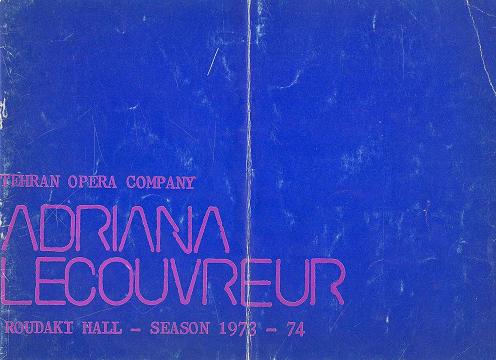 TEHRAN OPERA COMPANY
ADRIANA
LECOUVREUR
ROUDAKI HALL - SEASON 1973 - 74